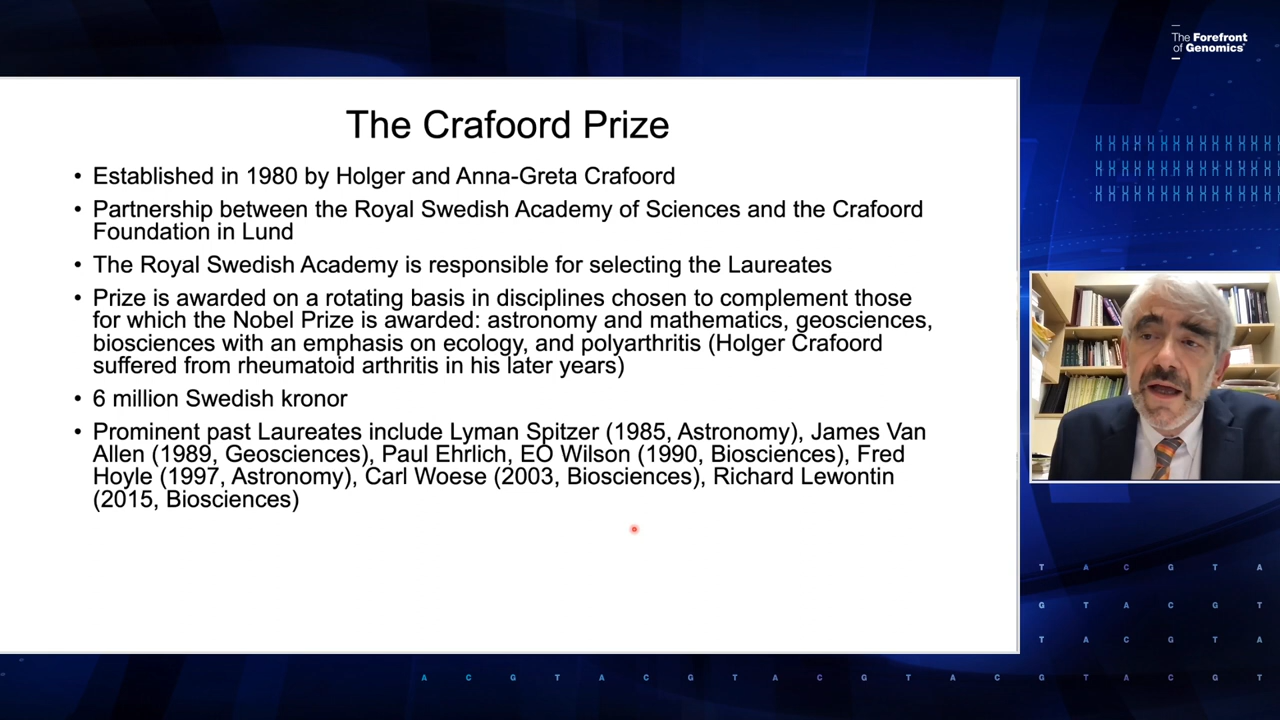 The Forefront
of Genomics®
The Crafoord Prize
• Established in 1980 by Holger and Anna-Greta Crafoord
• Partnership between the Royal Swedish Academy of Sciences and the Crafoord
Foundation in Lund
• The Royal Swedish Academy is responsible for selecting the Laureates
• Prize is awarded on a rotating basis in disciplines chosen to complement those
for which the Nobel Prize is awarded: astronomy and mathematics, geosciences,
biosciences with an emphasis on ecology, and polyarthritis (Holger Crafoord
suffered from rheumatoid arthritis in his later years)
• 6 million Swedish kronor
• Prominent past Laureates include Lyman Spitzer (1985, Astronomy), James Van
Allen (1989, Geosciences), Paul Ehrlich, EO Wilson (1990, Biosciences), Fred
Hoyle (1997, Astronomy), Carl Woese (2003, Biosciences), Richard Lewontin
(2015, Biosciences)
T A C G T A
G T A C G T
T A C G T A
A C G T A C G T A C G T A C G T A C G T